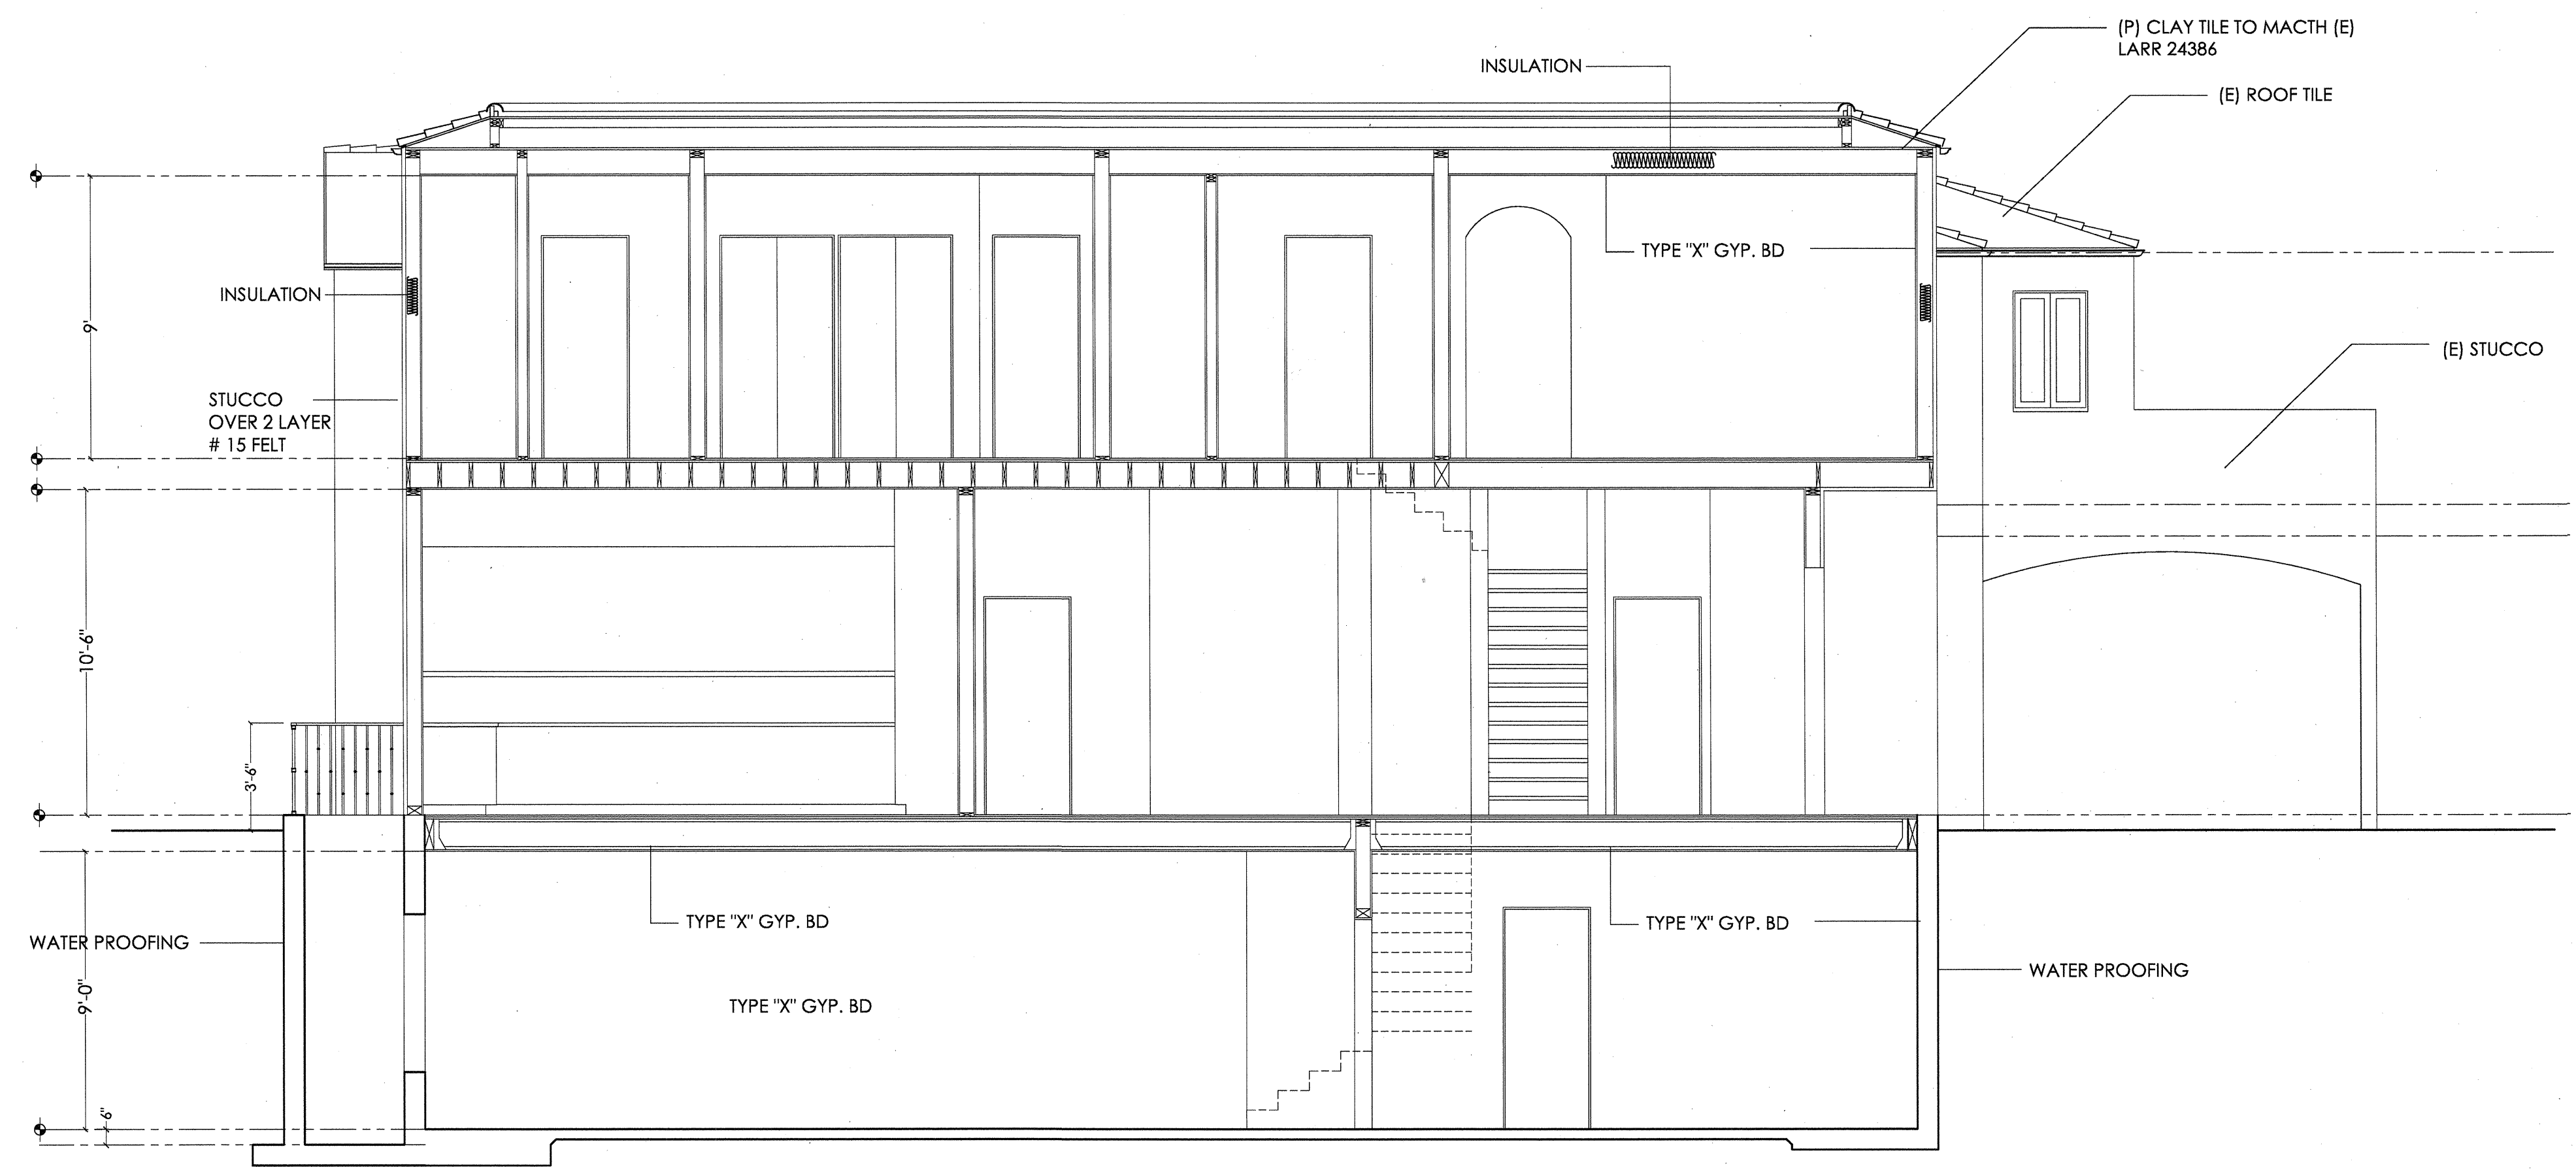 (P) CLAY TILE TO MACTH (E)
LARR 24386
INSULATION
(E) ROOF TILE
TYPE "X" GYP. BD
INSULATION
9'
(E) STUCCO
STUCCO
OVER 2 LAYER
# 15 FELT
10'-6"
3'-6"
TYPE "X" GYP. BD
TYPE "X" GYP. BD
WATER PROOFING
WATER PROOFING
9'-0"
TYPE "X" GYP. BD
6"